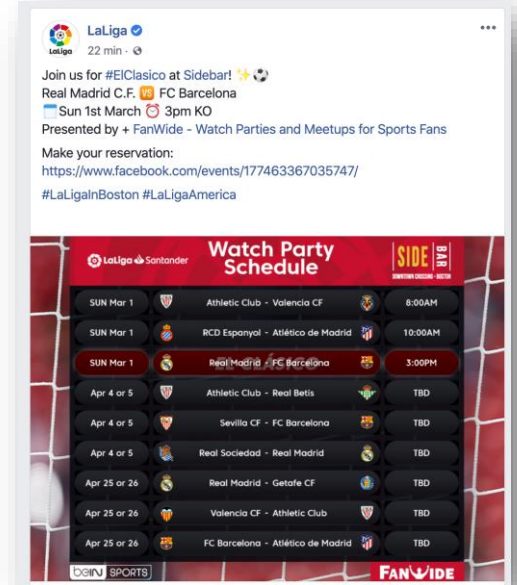 LaLiga
22 min
Join us for #ElClasico at Sidebar! ✨⚽
Real Madrid C.F. 🆚 FC Barcelona
🗓Sun 1st March ⏰ 3pm KO
Presented by + FanWide - Watch Parties and Meetups for Sports Fans
Make your reservation:
https://www.facebook.com/events/177463367035747/
#LaLigaInBoston #LaLigaAmerica
LaLiga Santander
Watch Party
Schedule
SIDE BAR
DOWNTOWN CROSSING - BOSTON
SUN Mar 1 Athletic Club - Valencia CF 8:00AM
SUN Mar 1 RCD Espanyol - Atlético de Madrid 10:00AM
SUN Mar 1 Real Madrid - FC Barcelona 3:00PM
EL CLÁSICO
Apr 4 or 5 Athletic Club - Real Betis TBD
Apr 4 or 5 Sevilla CF - FC Barcelona TBD
Apr 4 or 5 Real Sociedad - Real Madrid TBD
Apr 25 or 26 Real Madrid - Getafe CF TBD
Apr 25 or 26 Valencia CF - Athletic Club TBD
Apr 25 or 26 FC Barcelona - Atlético de Madrid TBD
beIN SPORTS
FANWIDE